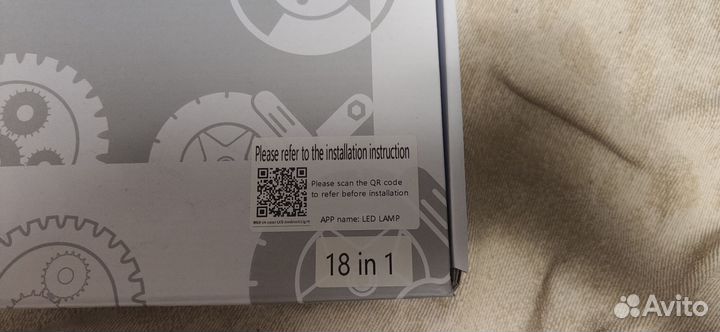 Please refer to the installation instruction
Please scan the QR code
to refer before installation
APP name: LED LAMP
18 in 1
Avito